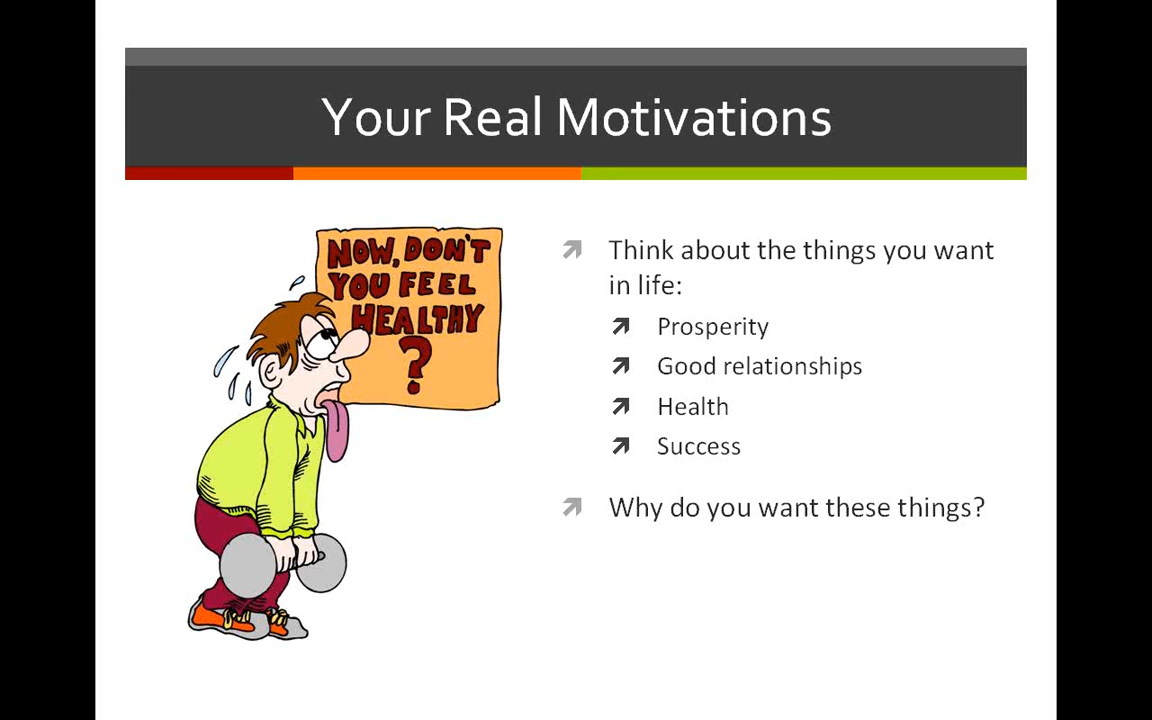 Your Real Motivations
NOW, DON'T
YOU FEEL
HEALTHY
?
Think about the things you want
in life:
Prosperity
Good relationships
Health
Success
Why do you want these things?